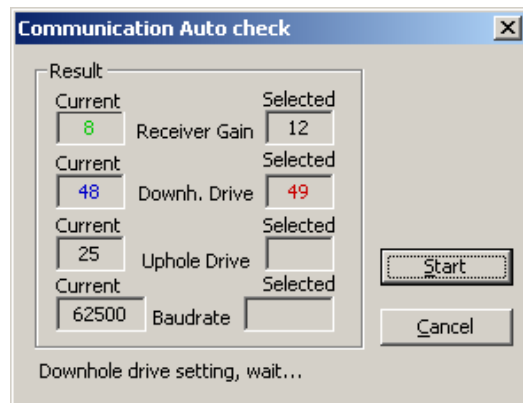 Communication Auto check
Result
Current Selected
8 Receiver Gain 12
Current Selected
48 Downh. Drive 49
Current Selected
25 Uphole Drive
Current Selected
62500 Baudrate
Start
Cancel
Downhole drive setting, wait...